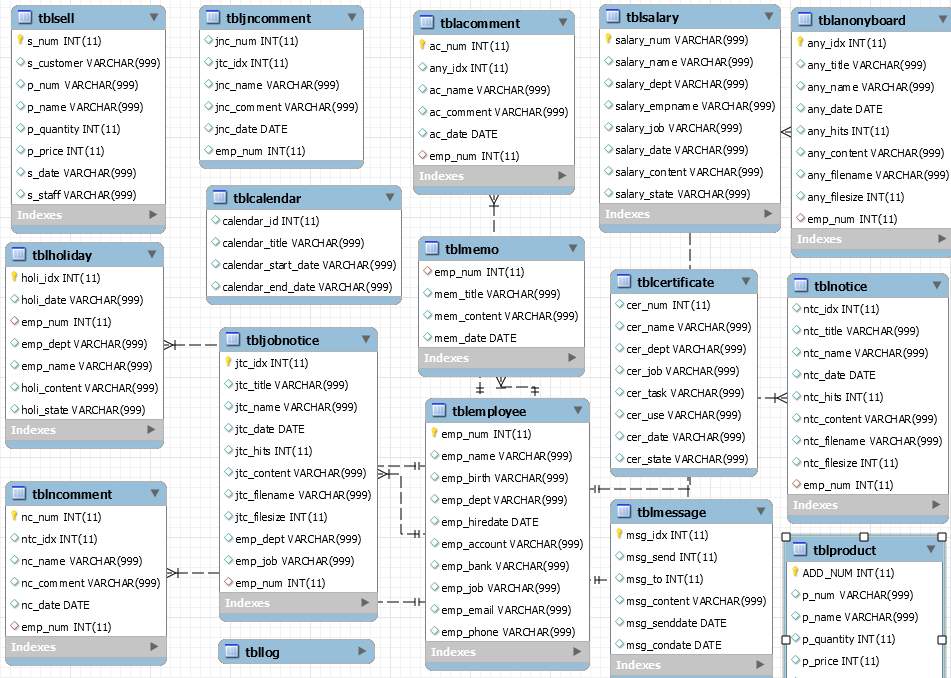 tblsell
s_num INT(11)
s_customer VARCHAR(999)
p_num VARCHAR(999)
p_name VARCHAR(999)
p_quantity INT(11)
p_price INT(11)
s_date VARCHAR(999)
s_staff VARCHAR(999)
Indexes
tbljncomment
jnc_num INT(11)
jtc_idx INT(11)
jnc_name VARCHAR(999)
jnc_comment VARCHAR(999)
jnc_date DATE
emp_num INT(11)
tblacomment
ac_num INT(11)
any_idx INT(11)
ac_name VARCHAR(999)
ac_comment VARCHAR(999)
ac_date DATE
emp_num INT(11)
Indexes
tblsalary
salary_num VARCHAR(999)
salary_name VARCHAR(999)
salary_dept VARCHAR(999)
salary_empname VARCHAR(999)
salary_job VARCHAR(999)
salary_date VARCHAR(999)
salary_content VARCHAR(999)
salary_state VARCHAR(999)
Indexes
tblanonyboard
any_idx INT(11)
any_title VARCHAR(999)
any_name VARCHAR(999)
any_date DATE
any_hits INT(11)
any_content VARCHAR(999)
any_filename VARCHAR(999)
any_filesize INT(11)
emp_num INT(11)
Indexes
tblcalendar
calendar_id INT(11)
calendar_title VARCHAR(999)
calendar_start_date VARCHAR(999)
calendar_end_date VARCHAR(999)
tblholiday
holi_idx INT(11)
holi_date VARCHAR(999)
emp_num INT(11)
emp_dept VARCHAR(999)
emp_name VARCHAR(999)
holi_content VARCHAR(999)
holi_state VARCHAR(999)
Indexes
tblmemo
emp_num INT(11)
mem_title VARCHAR(999)
mem_content VARCHAR(999)
mem_date DATE
Indexes
tblcertificate
cer_num INT(11)
cer_name VARCHAR(999)
cer_dept VARCHAR(999)
cer_job VARCHAR(999)
cer_task VARCHAR(999)
cer_use VARCHAR(999)
cer_date VARCHAR(999)
cer_state VARCHAR(999)
tblnotice
ntc_idx INT(11)
ntc_title VARCHAR(999)
ntc_name VARCHAR(999)
ntc_date DATE
ntc_hits INT(11)
ntc_content VARCHAR(999)
ntc_filename VARCHAR(999)
ntc_filesize INT(11)
emp_num INT(11)
Indexes
tbljobnotice
jtc_idx INT(11)
jtc_title VARCHAR(999)
jtc_name VARCHAR(999)
jtc_date DATE
jtc_hits INT(11)
jtc_content VARCHAR(999)
jtc_filename VARCHAR(999)
jtc_filesize INT(11)
emp_dept VARCHAR(999)
emp_job VARCHAR(999)
emp_num INT(11)
Indexes
tblemployee
emp_num INT(11)
emp_name VARCHAR(999)
emp_birth VARCHAR(999)
emp_dept VARCHAR(999)
emp_hiredate DATE
emp_account VARCHAR(999)
emp_bank VARCHAR(999)
emp_job VARCHAR(999)
emp_email VARCHAR(999)
emp_phone VARCHAR(999)
Indexes
tblncomment
nc_num INT(11)
ntc_idx INT(11)
nc_name VARCHAR(999)
nc_comment VARCHAR(999)
nc_date DATE
emp_num INT(11)
Indexes
tblmessage
msg_idx INT(11)
msg_send INT(11)
msg_to INT(11)
msg_content VARCHAR(999)
msg_senddate DATE
msg_condate DATE
Indexes
tblproduct
ADD_NUM INT(11)
p_num VARCHAR(999)
p_name VARCHAR(999)
p_quantity INT(11)
p_price INT(11)
tbllog